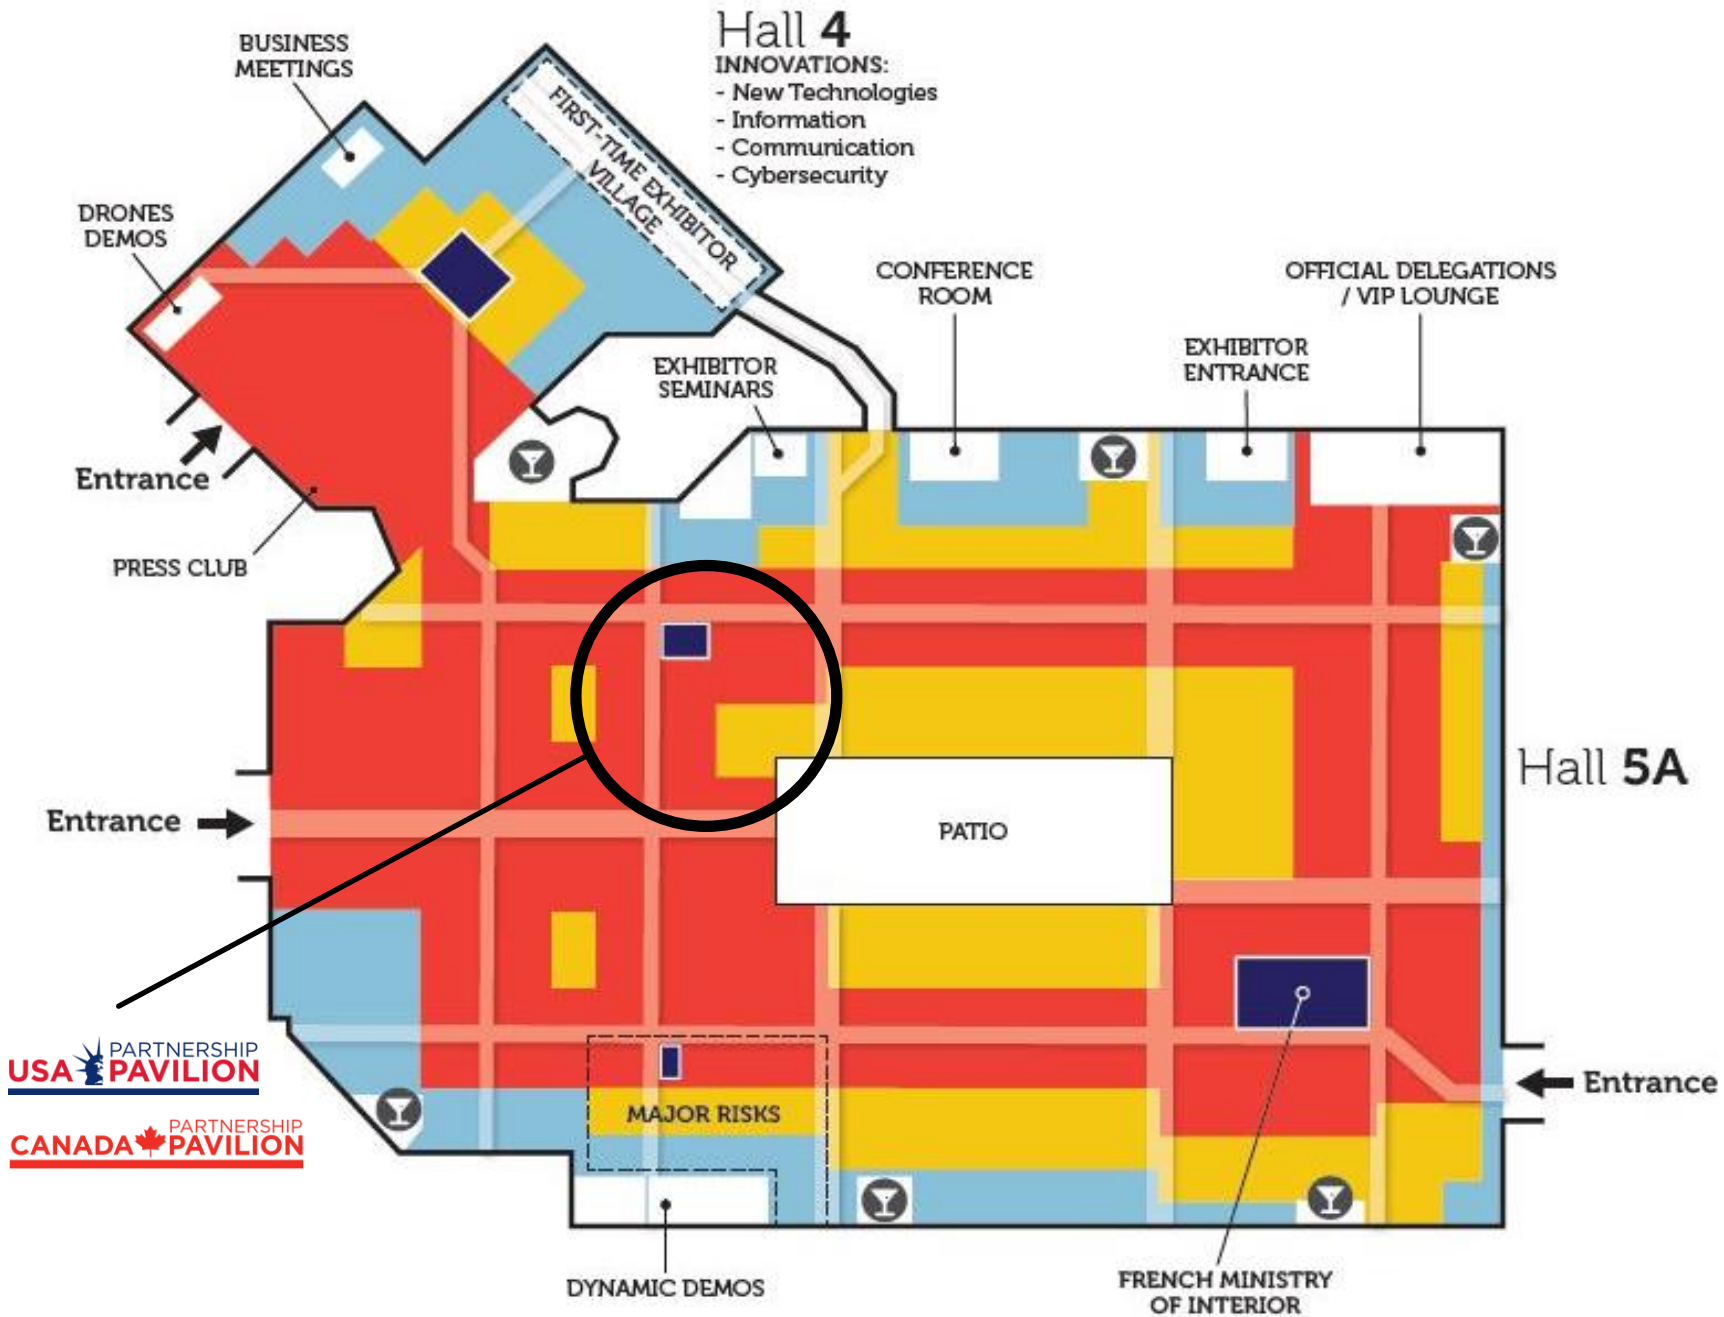 Hall 4
INNOVATIONS:
- New Technologies
- Information
- Communication
- Cybersecurity
BUSINESS
MEETINGS
FIRST-TIME EXHIBITOR
VILLAGE
DRONES
DEMOS
CONFERENCE
ROOM
OFFICIAL DELEGATIONS
/ VIP LOUNGE
EXHIBITOR
SEMINARS
EXHIBITOR
ENTRANCE
Entrance
PRESS CLUB
Hall 5A
Entrance
PATIO
USA PARTNERSHIP
PAVILION
CANADA PARTNERSHIP
PAVILION
MAJOR RISKS
Entrance
DYNAMIC DEMOS
FRENCH MINISTRY
OF INTERIOR